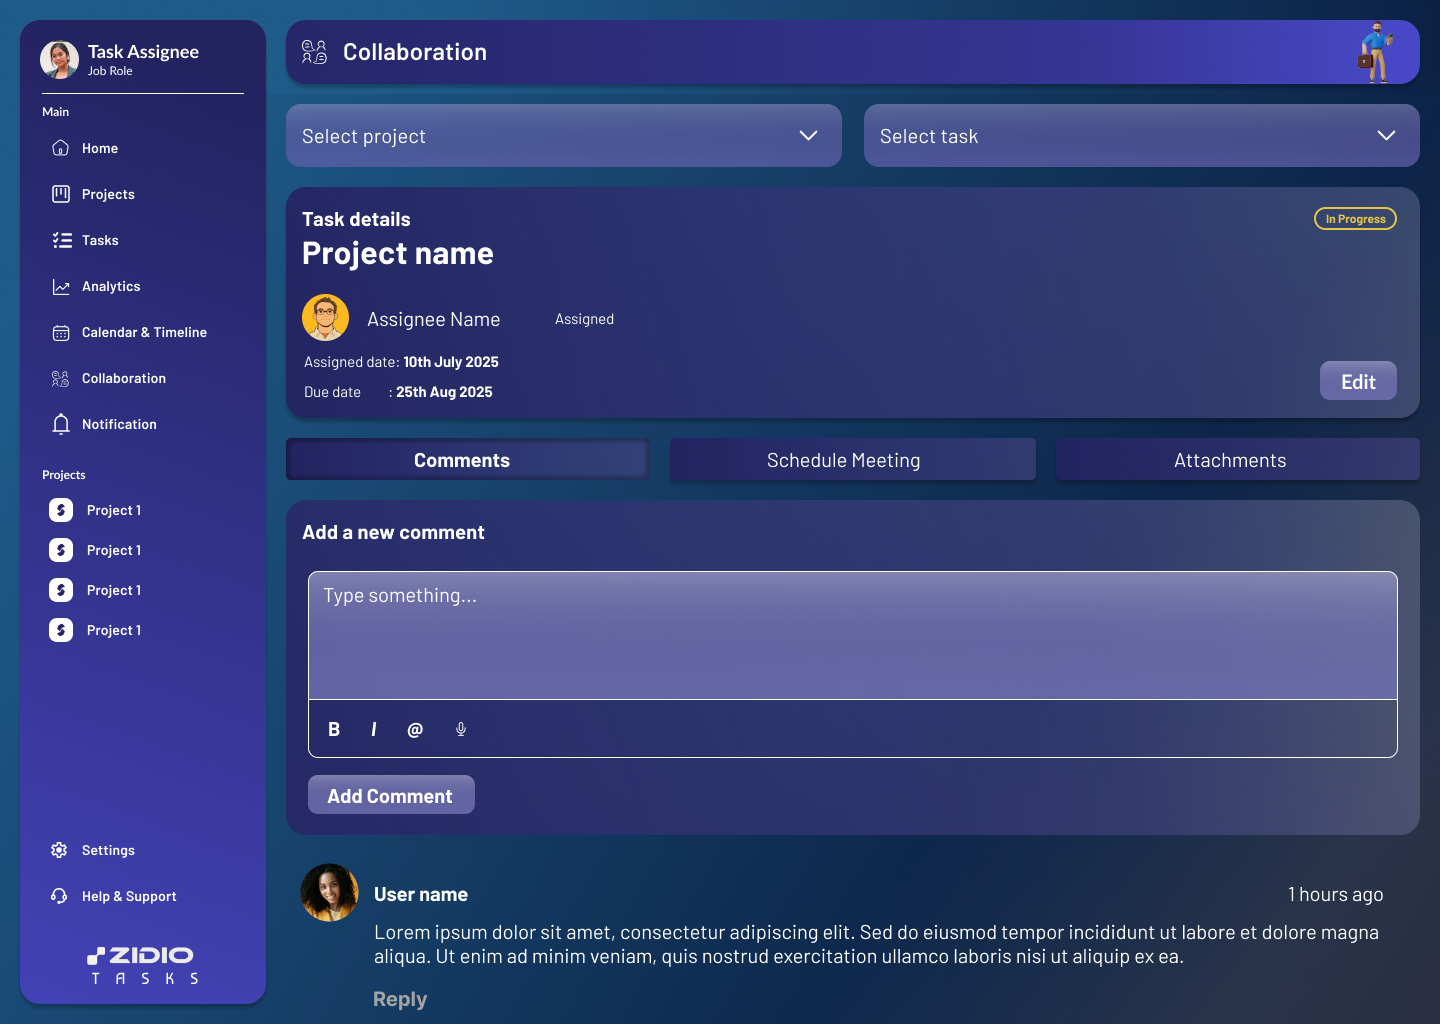 Task Assignee
Job Role
Main
Home
Projects
Tasks
Analytics
Calendar & Timeline
Collaboration
Notification
Projects
Project 1
Project 1
Project 1
Project 1
Settings
Help & Support
ZIDIO
TASKS
Collaboration
Select project
Select task
Task details
In Progress
Project name
Assignee Name
Assigned
Assigned date: 10th July 2025
Due date : 25th Aug 2025
Edit
Comments
Schedule Meeting
Attachments
Add a new comment
Type something...
B I @
Add Comment
User name
1 hours ago
Lorem ipsum dolor sit amet, consectetur adipiscing elit. Sed do eiusmod tempor incididunt ut labore et dolore magna
aliqua. Ut enim ad minim veniam, quis nostrud exercitation ullamco laboris nisi ut aliquip ex ea.
Reply